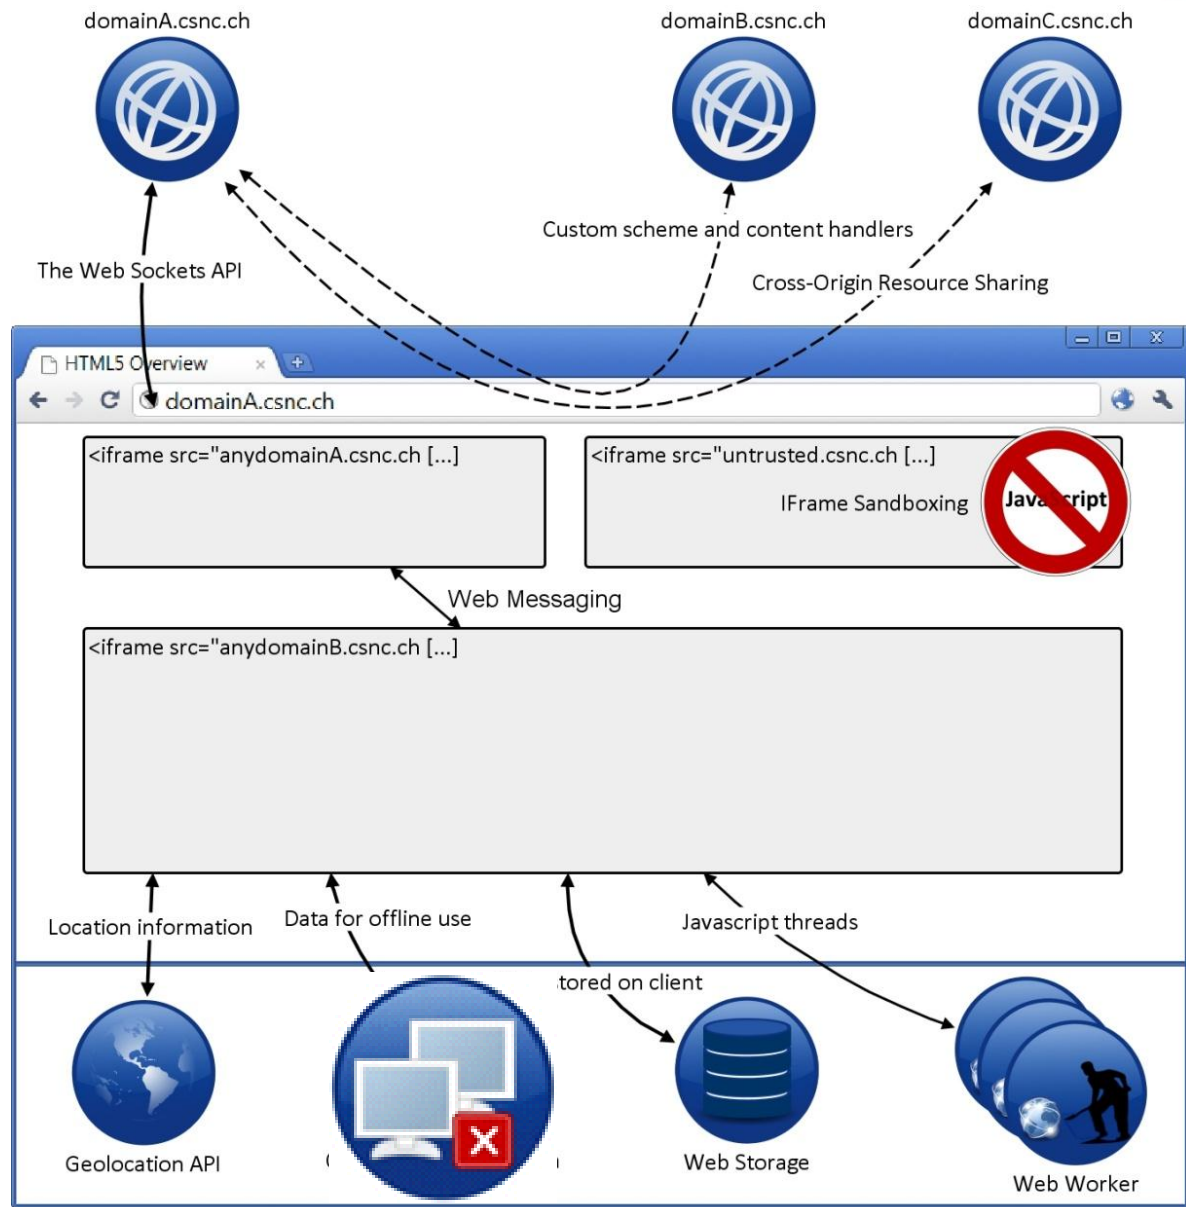 domainA.csnc.ch
domainB.csnc.ch
domainC.csnc.ch
Custom scheme and content handlers
The Web Sockets API
Cross-Origin Resource Sharing
HTML5 Overview
domainA.csnc.ch
<iframe src="anydomainA.csnc.ch [...]
<iframe src="untrusted.csnc.ch [...]
IFrame Sandboxing
JavaScript
Web Messaging
<iframe src="anydomainB.csnc.ch [...]
Location information
Data for offline use
Javascript threads
on client
Geolocation API
Web Storage
Web Worker